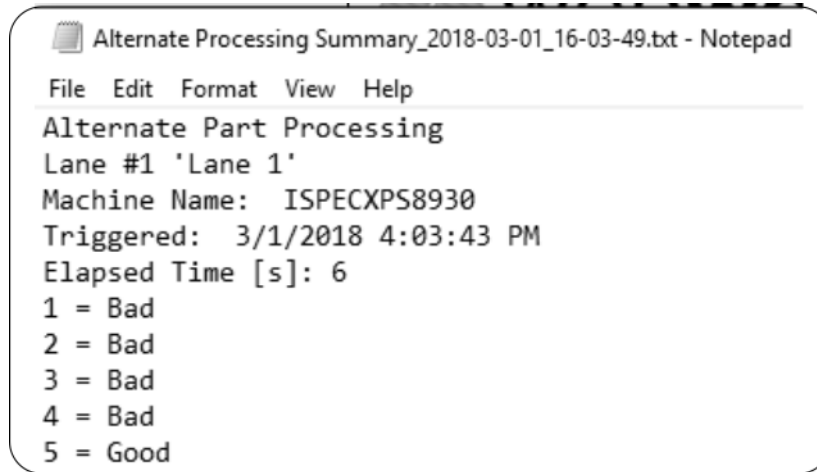 Alternate Processing Summary_2018-03-01_16-03-49.txt - Notepad
File Edit Format View Help
Alternate Part Processing
Lane #1 'Lane 1'
Machine Name:  ISPECXPS8930
Triggered:  3/1/2018 4:03:43 PM
Elapsed Time [s]: 6
1 = Bad
2 = Bad
3 = Bad
4 = Bad
5 = Good